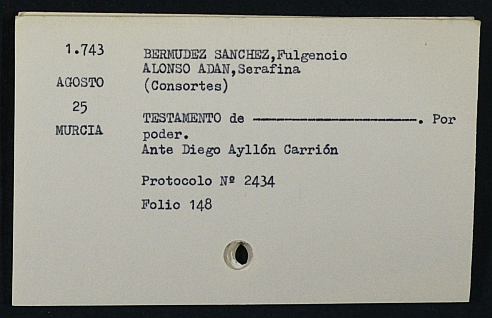 1.743
AGOSTO
25
MURCIA
BERMUDEZ SANCHEZ,Fulgencio
ALONSO ADAN,Serafina
(Consortes)
TESTAMENTO de ————————————————. Por
poder.
Ante Diego Ayllón Carrión
Protocolo Nº 2434
Folio 148